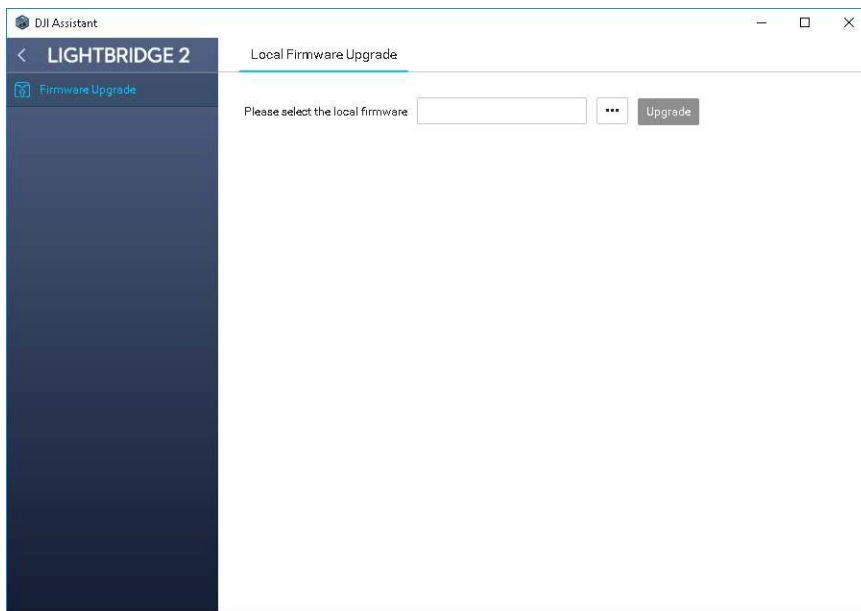 DJI Assistant
LIGHTBRIDGE 2
Local Firmware Upgrade
Firmware Upgrade
Please select the local firmware
Upgrade